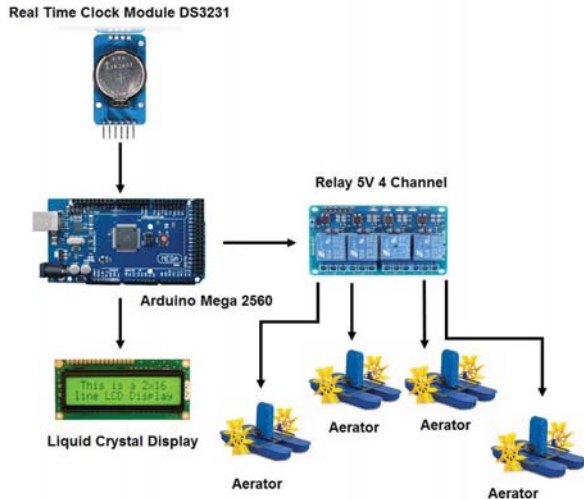 Real Time Clock Module DS3231
Relay 5V 4 Channel
MEGA
Arduino Mega 2560
This is a 2x16
line LCD Display
Liquid Crystal Display
Aerator
Aerator
Aerator
Aerator